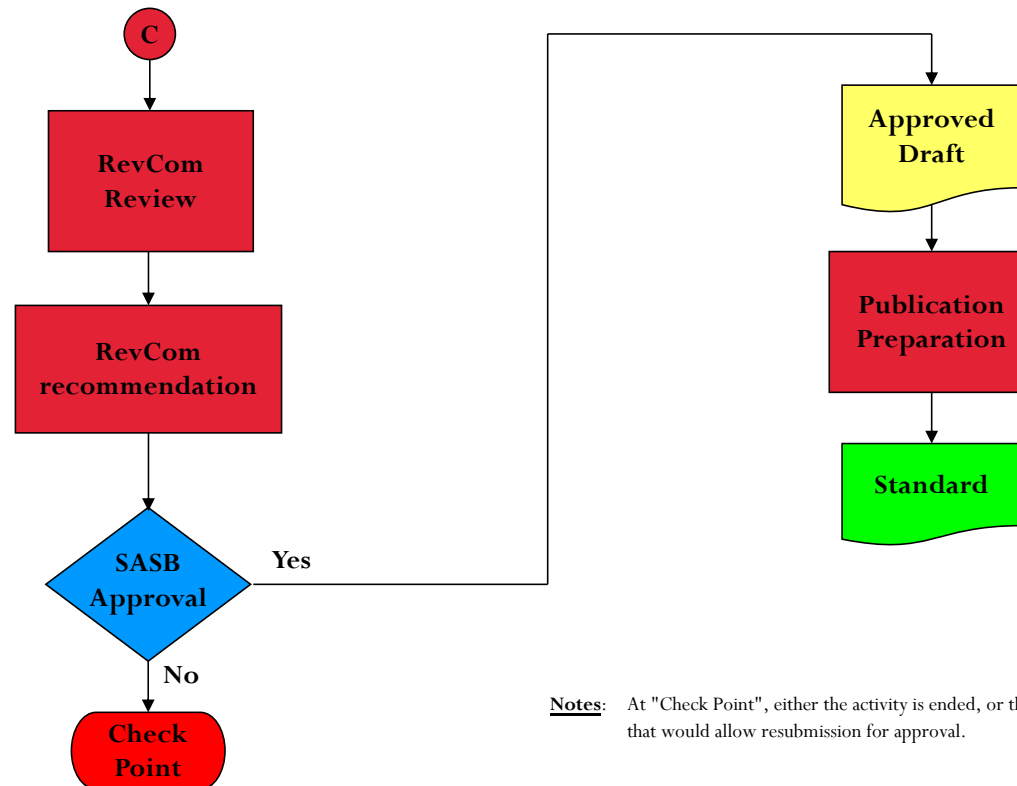 C
RevCom
Review
RevCom
recommendation
SASB
Approval
Yes
No
Check
Point
Approved
Draft
Publication
Preparation
Standard
Notes: At "Check Point", either the activity is ended, or th
that would allow resubmission for approval.